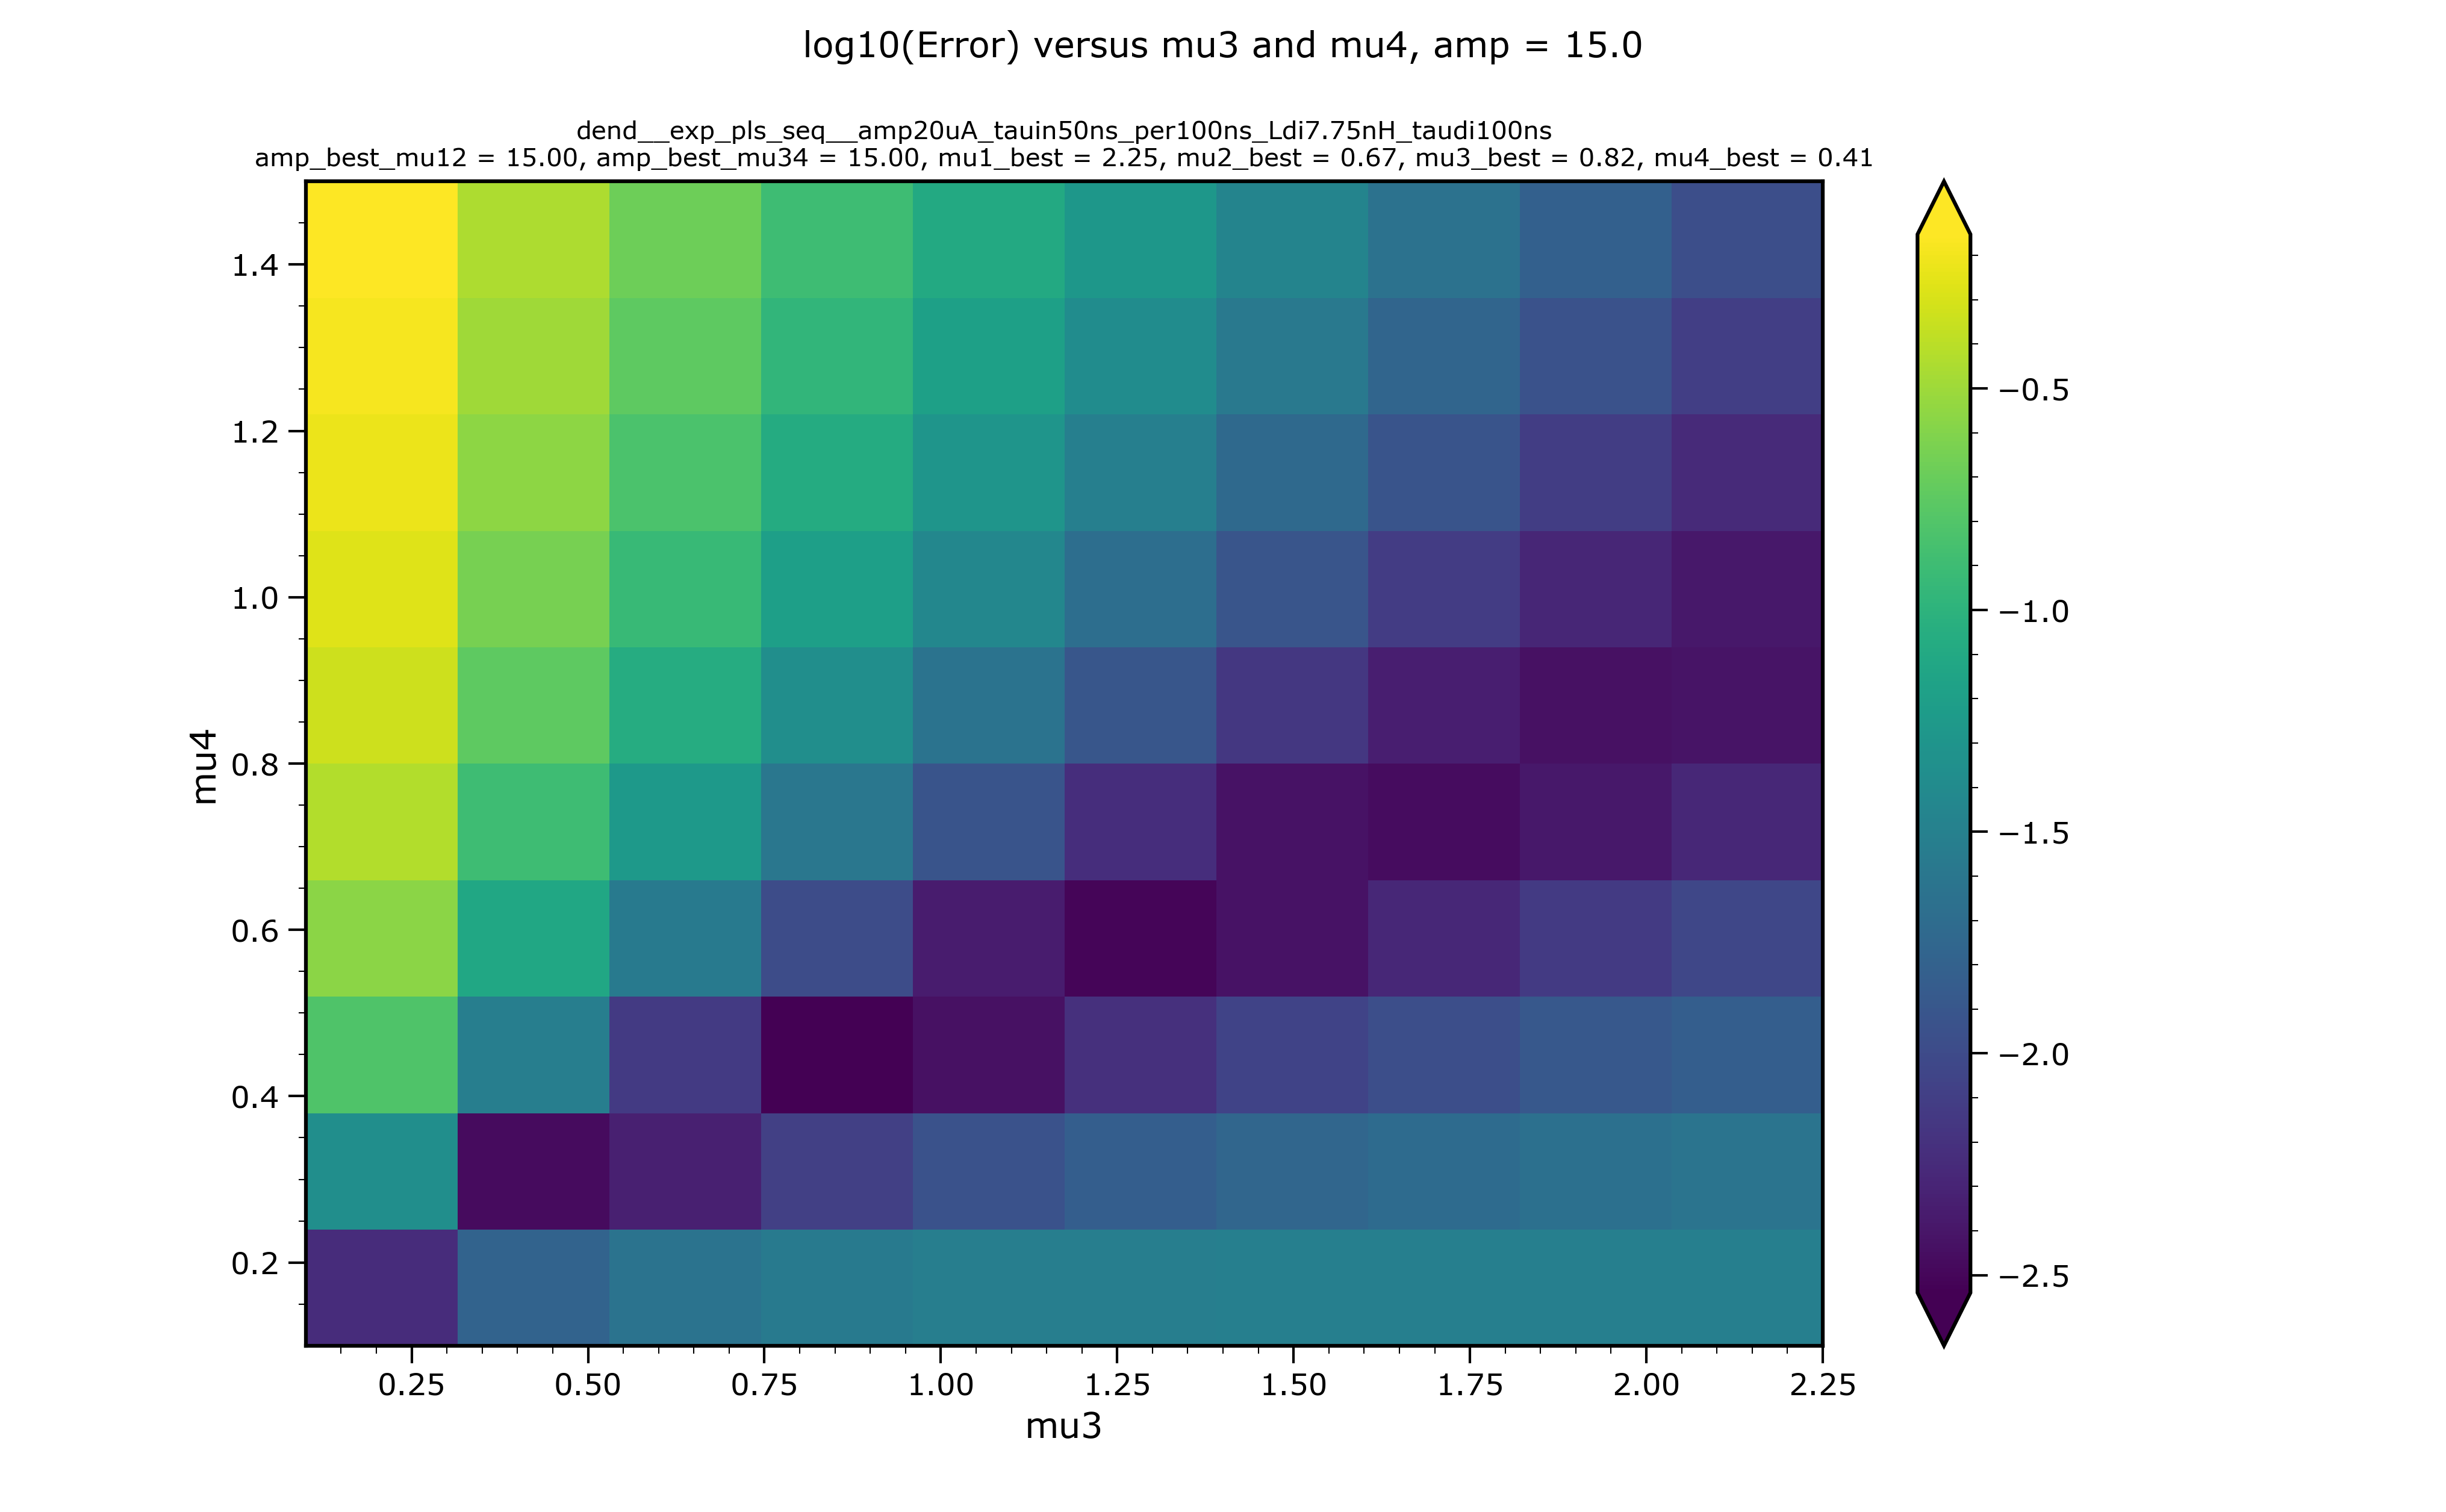 log10(Error) versus mu3 and mu4, amp = 15.0
dend__exp_pls_seq__amp20uA_tauin50ns_per100ns_Ldi7.75nH_taudi100ns
amp_best_mu12 = 15.00, amp_best_mu34 = 15.00, mu1_best = 2.25, mu2_best = 0.67, mu3_best = 0.82, mu4_best = 0.41
mu4
1.4
1.2
1.0
0.8
0.6
0.4
0.2
0.25 0.50 0.75 1.00 1.25 1.50 1.75 2.00 2.25
mu3
−0.5
−1.0
−1.5
−2.0
−2.5